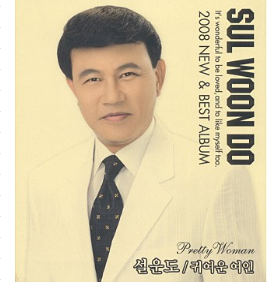 SUL WOON DO
It's wonderful to be loved, and to like myself too.
2008 NEW & BEST ALBUM
Pretty Woman
설운도 / 귀여운 여인